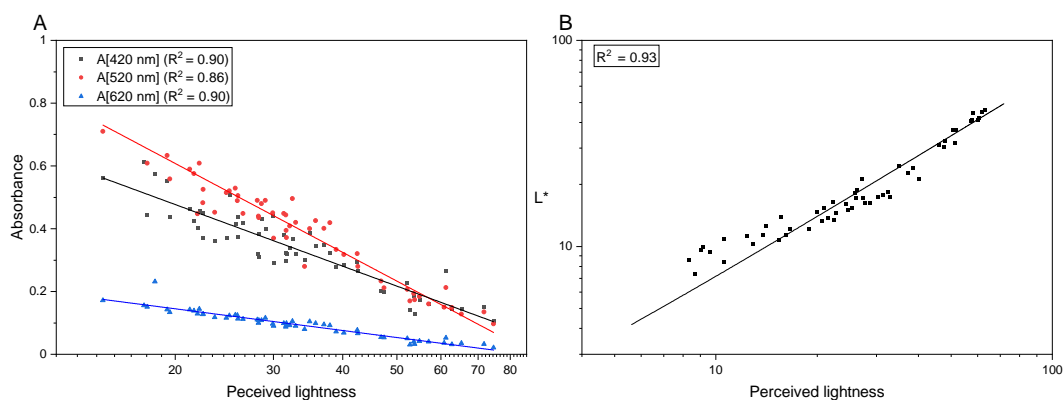 A
Absorbance
1
0.8
0.6
0.4
0.2
0
A[420 nm] (R² = 0.90)
A[520 nm] (R² = 0.86)
A[620 nm] (R² = 0.90)
20 30 40 50 60 70 80
Peceived lightness
B
L*
100
10
R² = 0.93
10 100
Perceived lightness